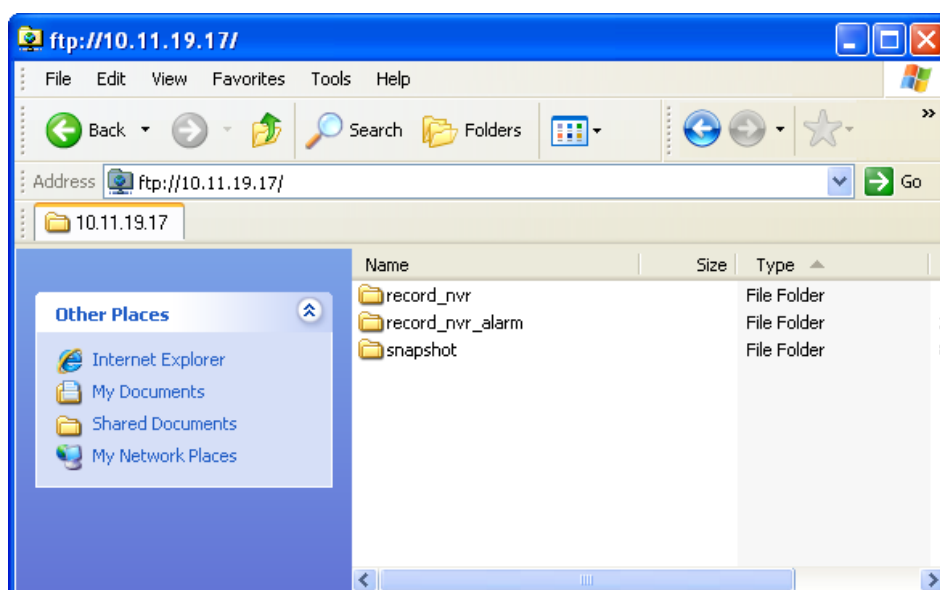 ftp://10.11.19.17/
File Edit View Favorites Tools Help
Back Search Folders »
Address ftp://10.11.19.17/ Go
10.11.19.17
Name Size Type
Other Places
record_nvr File Folder
record_nvr_alarm File Folder
snapshot File Folder
Internet Explorer
My Documents
Shared Documents
My Network Places